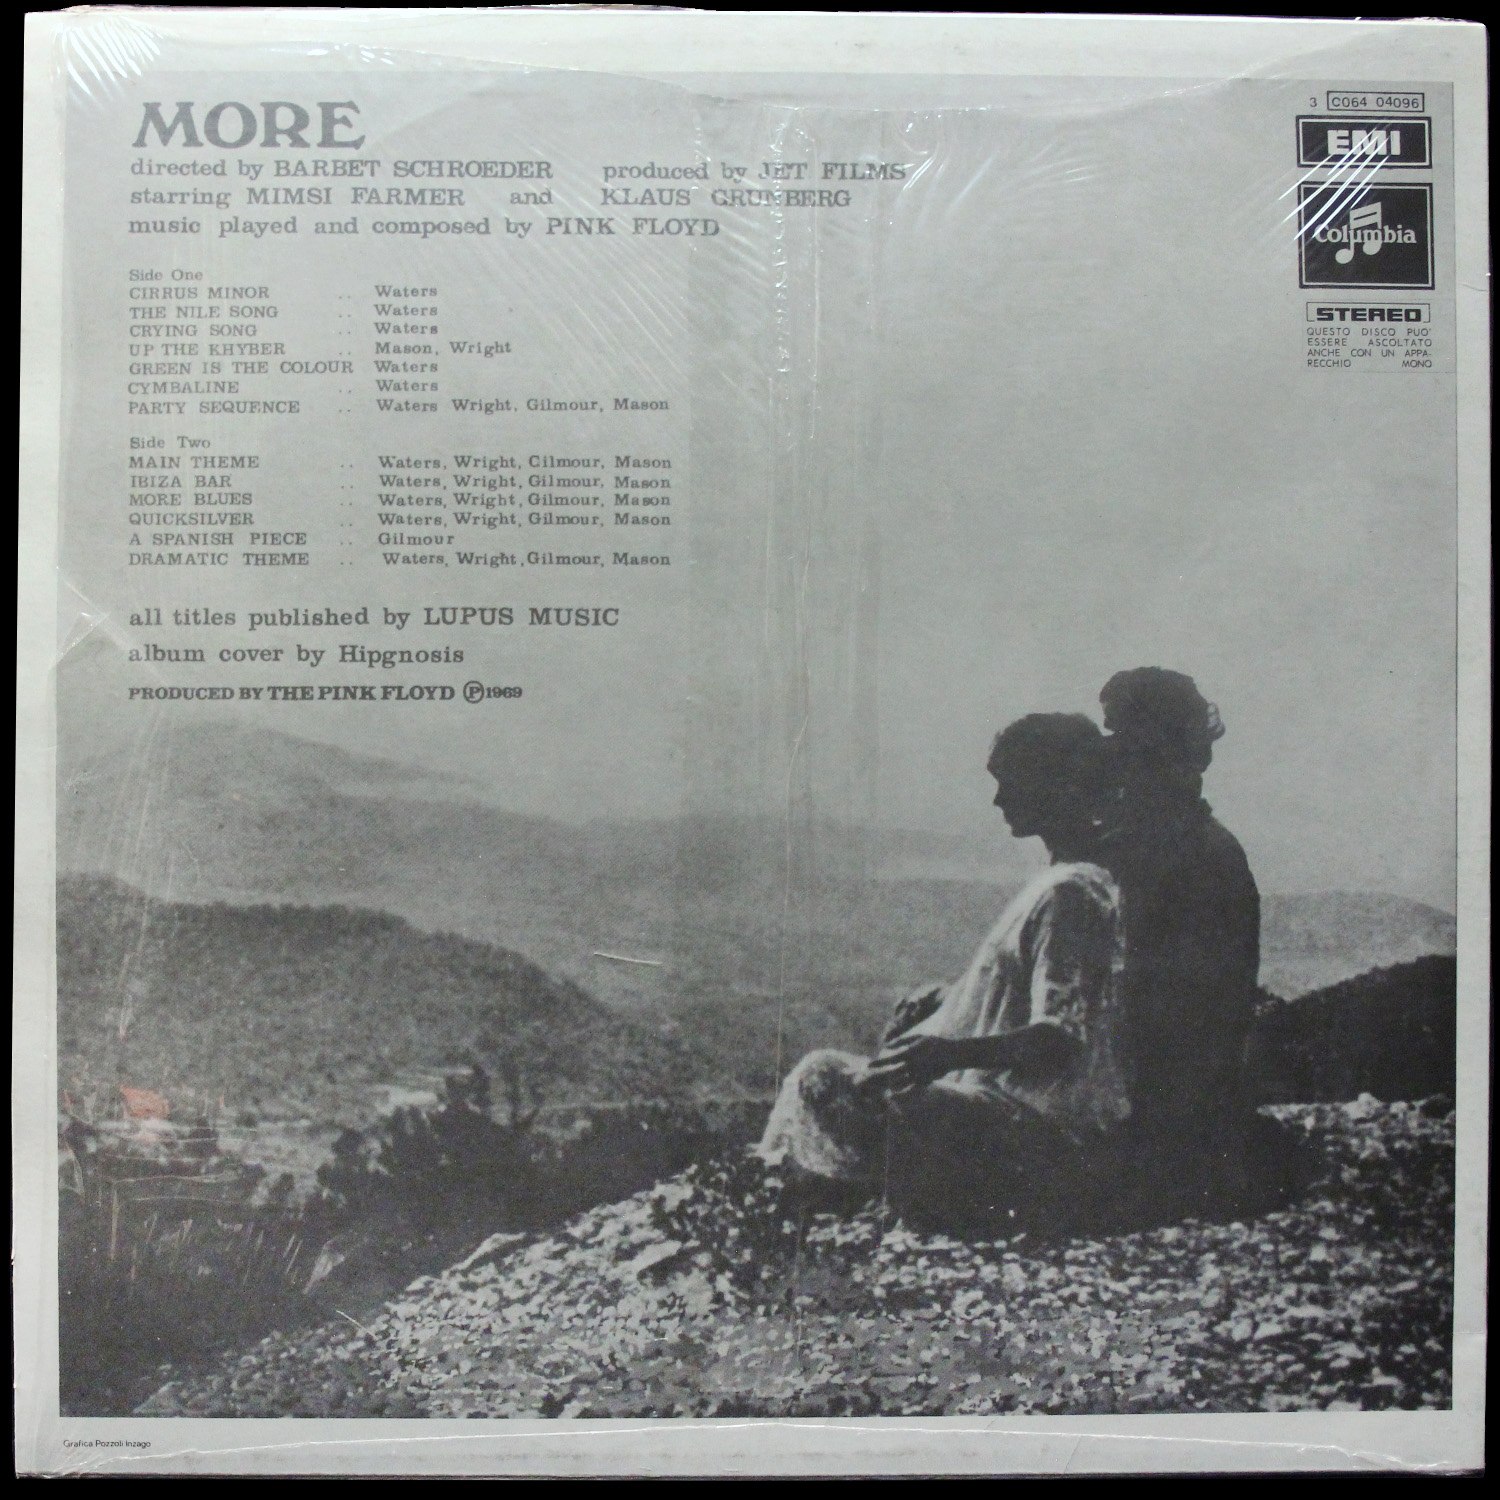 MORE
directed by BARBET SCHROEDER produced by JET FILMS
starring MIMSI FARMER and KLAUS GRUNBERG
music played and composed by PINK FLOYD
Side One
CIRRUS MINOR .. Waters
THE NILE SONG .. Waters
CRYING SONG .. Waters
UP THE KHYBER .. Mason, Wright
GREEN IS THE COLOUR Waters
CYMBALINE .. Waters
PARTY SEQUENCE .. Waters Wright, Gilmour, Mason
Side Two
MAIN THEME .. Waters, Wright, Gilmour, Mason
IBIZA BAR .. Waters, Wright, Gilmour, Mason
MORE BLUES .. Waters, Wright, Gilmour, Mason
QUICKSILVER .. Waters, Wright, Gilmour, Mason
A SPANISH PIECE .. Gilmour
DRAMATIC THEME .. Waters, Wright, Gilmour, Mason
all titles published by LUPUS MUSIC
album cover by Hipgnosis
PRODUCED BY THE PINK FLOYD ℗1969
3 C064 04096
EMI
Columbia
STEREO
QUESTO DISCO PUO'
ESSERE ASCOLTATO
ANCHE CON UN APPA-
RECCHIO MONO
Grafica Pozzoli Inzago